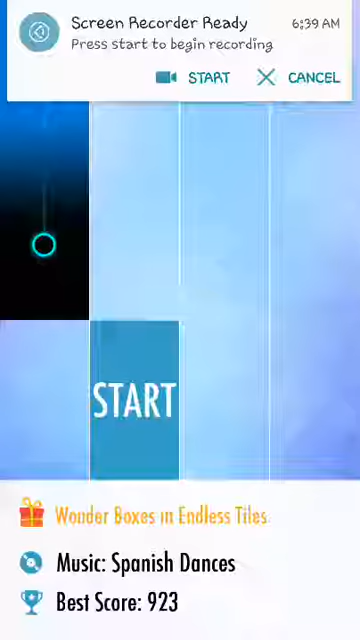 Screen Recorder Ready 6:39 AM
Press start to begin recording
START CANCEL
START
Wonder Boxes in Endless Tiles
Music: Spanish Dances
Best Score: 923